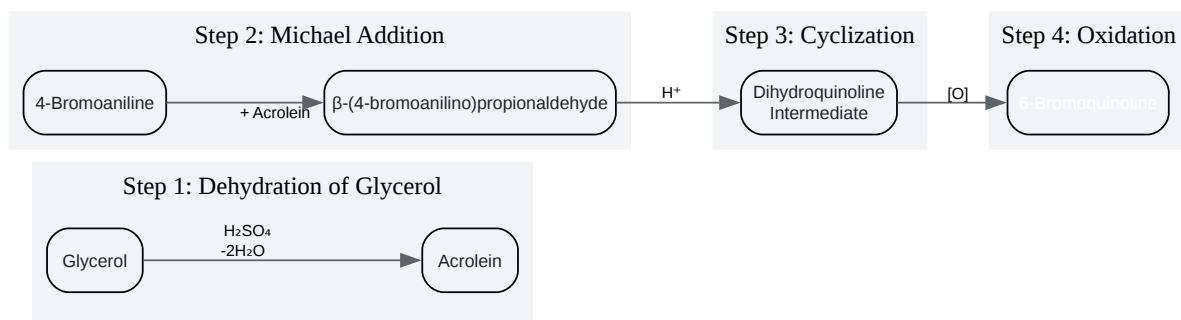 Step 2: Michael Addition
4-Bromoaniline
+ Acrolein
β-(4-bromoanilino)propionaldehyde
H⁺
Step 3: Cyclization
Dihydroquinoline
Intermediate
[O]
Step 4: Oxidation
6-Bromoquinoline
Step 1: Dehydration of Glycerol
Glycerol
H₂SO₄
-2H₂O
Acrolein